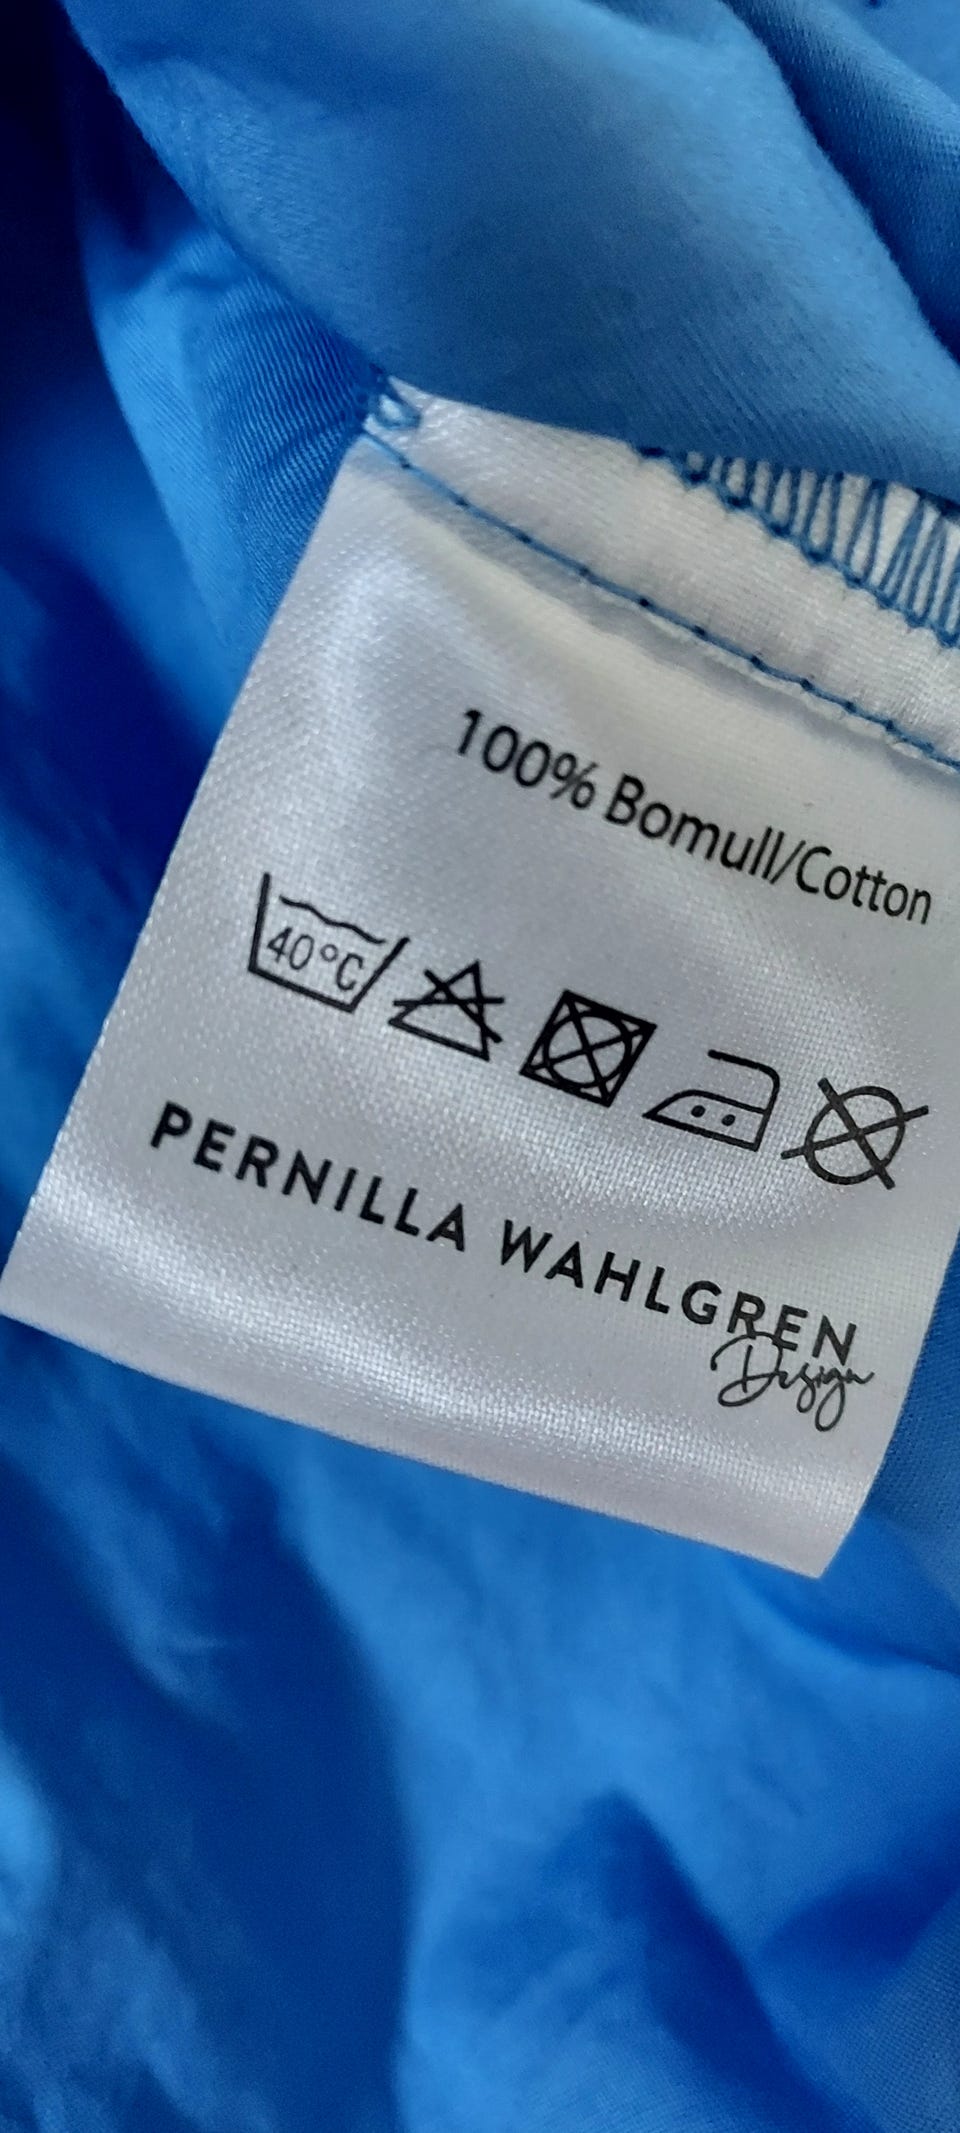 100% Bomull/Cotton
40°C
PERNILLA WAHLGREN
Design